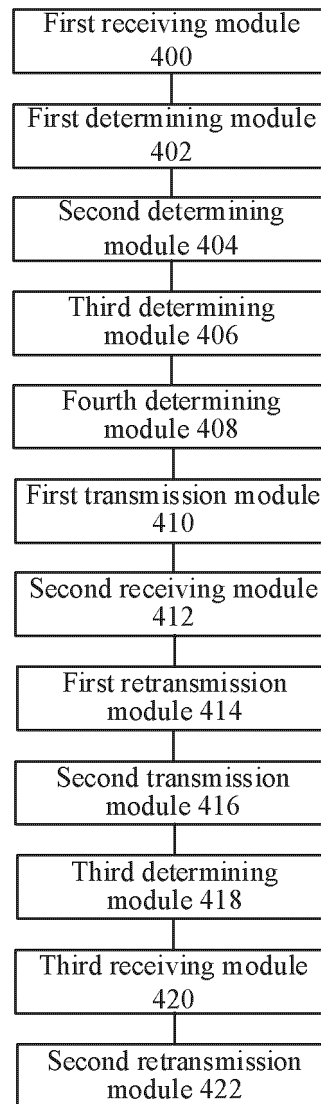 First receiving module
400
First determining module
402
Second determining
module 404
Third determining
module 406
Fourth determining
module 408
First transmission module
410
Second receiving module
412
First retransmission
module 414
Second transmission
module 416
Third determining
module 418
Third receiving module
420
Second retransmission
module 422